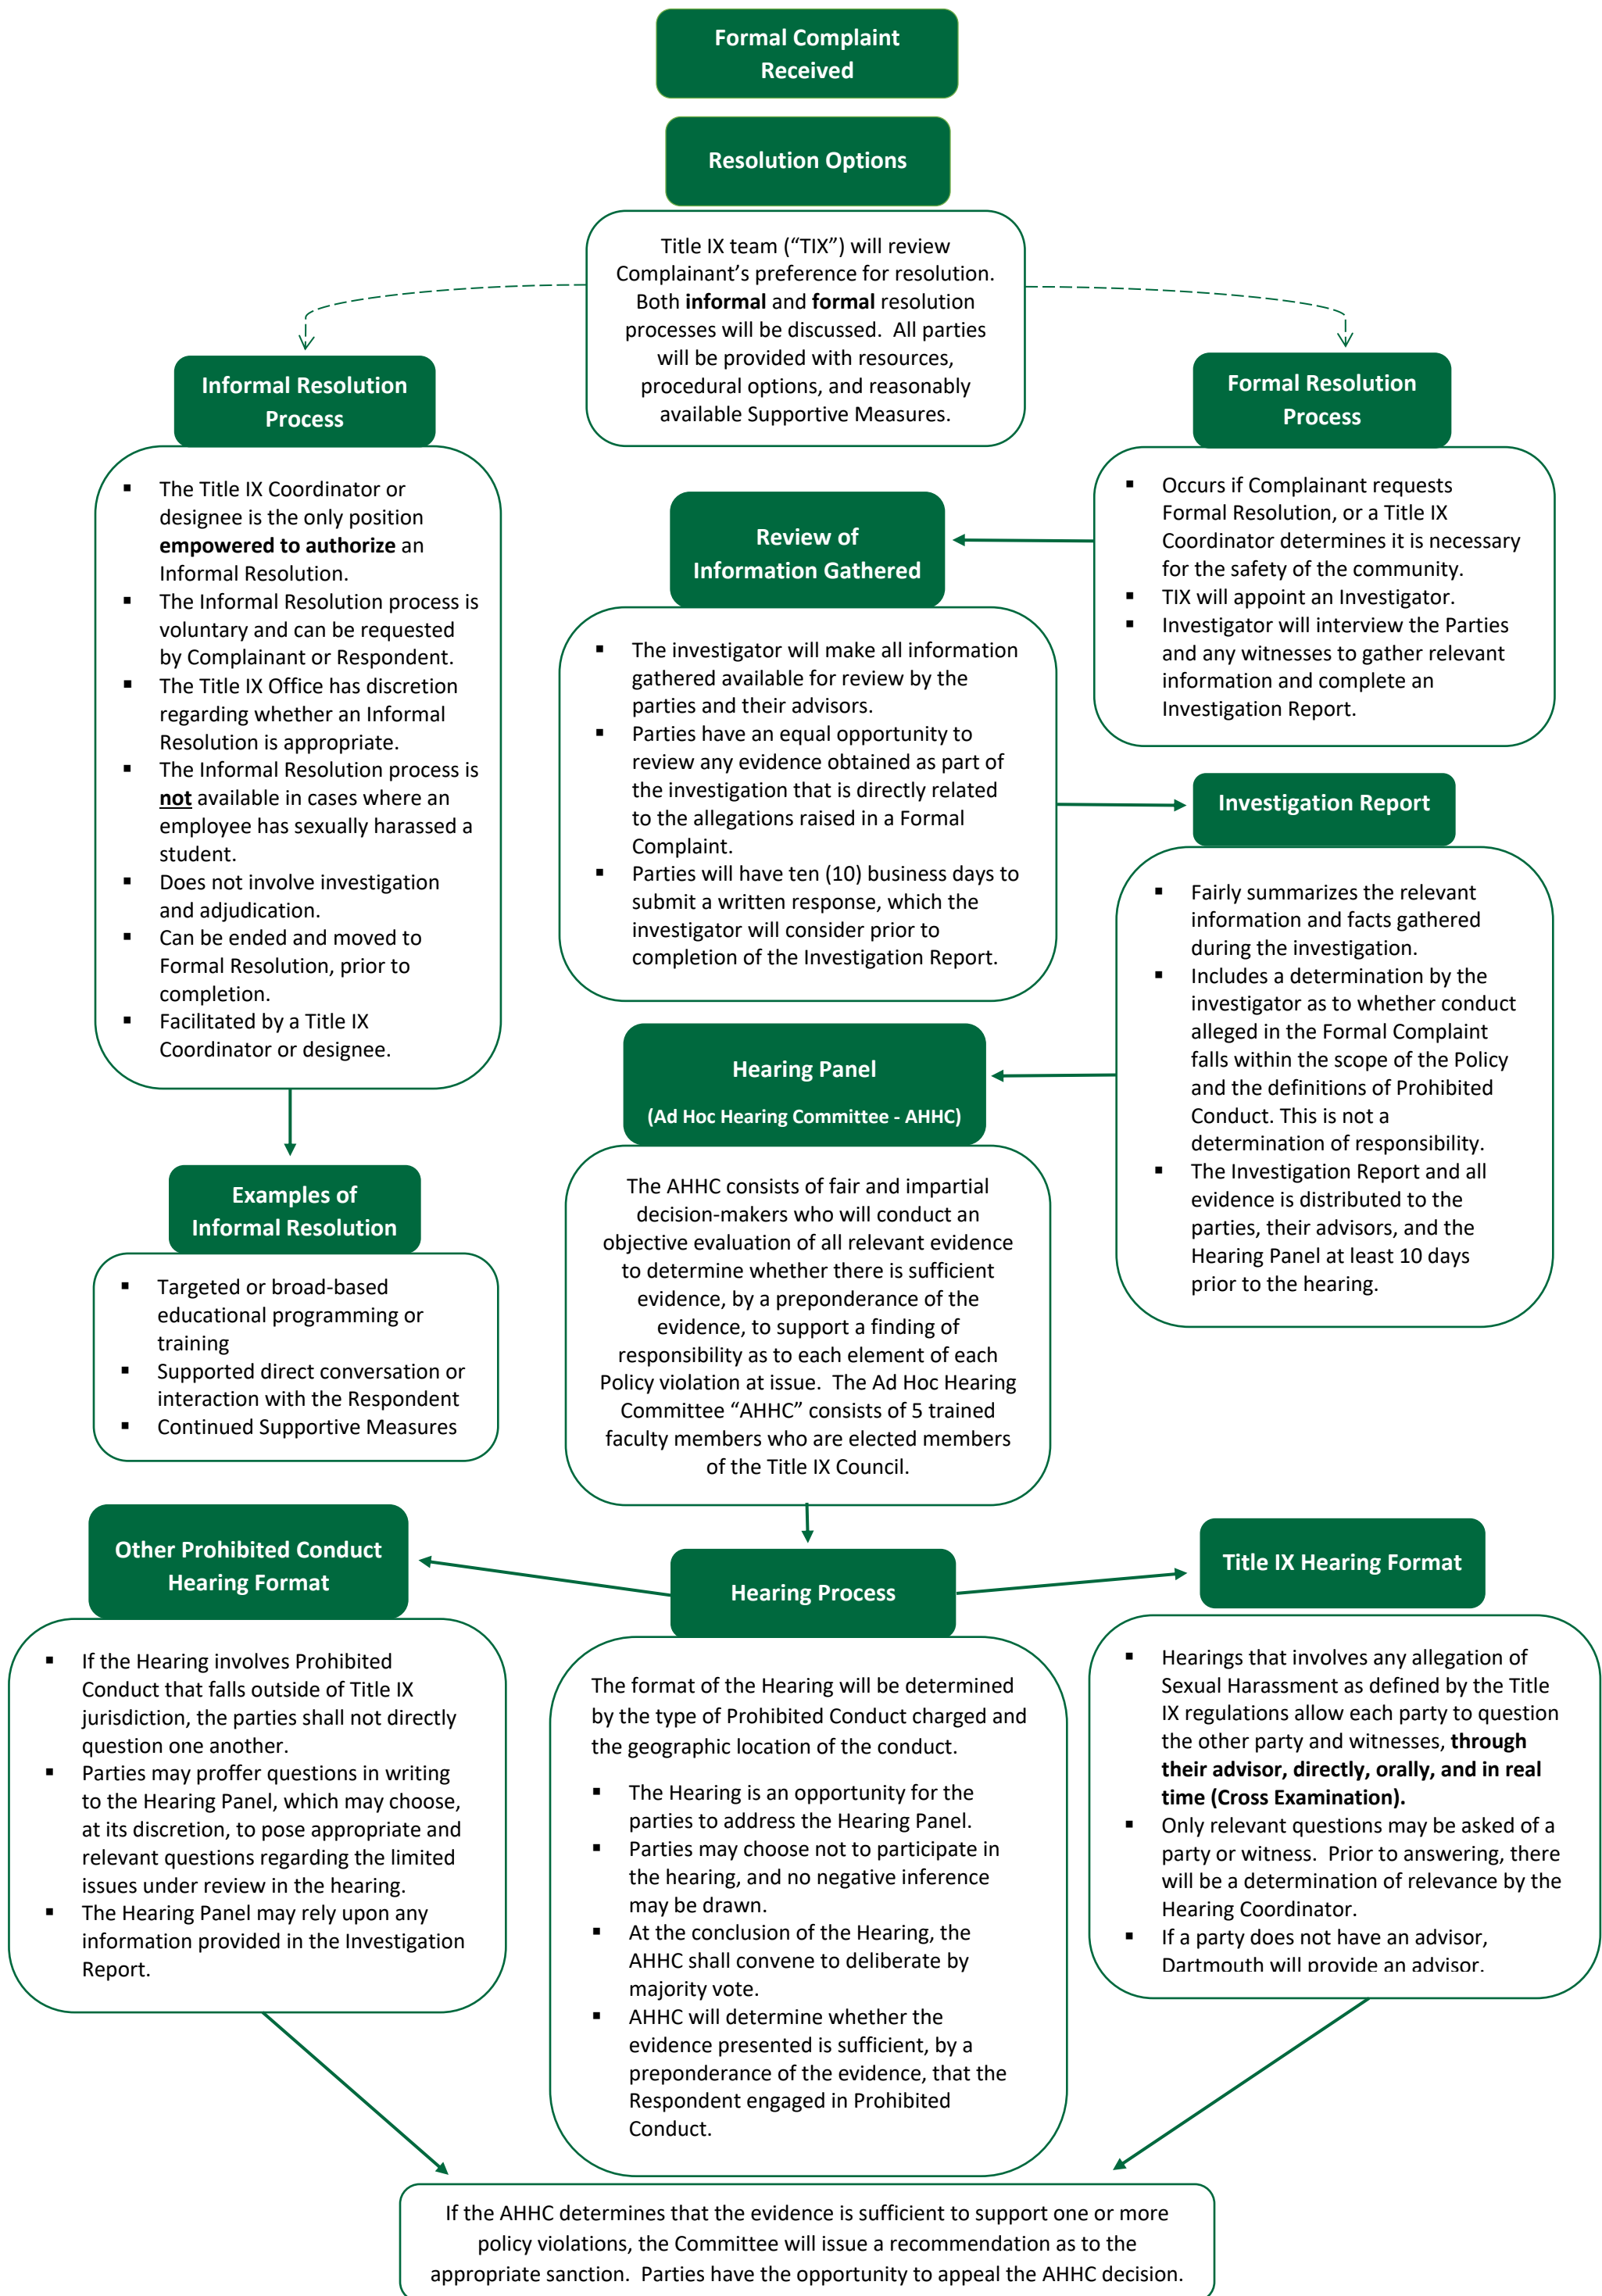 Formal Complaint
Received
Resolution Options
Title IX team (“TIX”) will review
Complainant’s preference for resolution.
Both informal and formal resolution
processes will be discussed.  All parties
will be provided with resources,
procedural options, and reasonably
available Supportive Measures.
Informal Resolution
Process
▪ The Title IX Coordinator or
designee is the only position
empowered to authorize an
Informal Resolution.
▪ The Informal Resolution process is
voluntary and can be requested
by Complainant or Respondent.
▪ The Title IX Office has discretion
regarding whether an Informal
Resolution is appropriate.
▪ The Informal Resolution process is
not available in cases where an
employee has sexually harassed a
student.
▪ Does not involve investigation
and adjudication.
▪ Can be ended and moved to
Formal Resolution, prior to
completion.
▪ Facilitated by a Title IX
Coordinator or designee.
Examples of
Informal Resolution
▪ Targeted or broad-based
educational programming or
training
▪ Supported direct conversation or
interaction with the Respondent
▪ Continued Supportive Measures
Formal Resolution
Process
▪ Occurs if Complainant requests
Formal Resolution, or a Title IX
Coordinator determines it is necessary
for the safety of the community.
▪ TIX will appoint an Investigator.
▪ Investigator will interview the Parties
and any witnesses to gather relevant
information and complete an
Investigation Report.
Review of
Information Gathered
▪ The investigator will make all information
gathered available for review by the
parties and their advisors.
▪ Parties have an equal opportunity to
review any evidence obtained as part of
the investigation that is directly related
to the allegations raised in a Formal
Complaint.
▪ Parties will have ten (10) business days to
submit a written response, which the
investigator will consider prior to
completion of the Investigation Report.
Investigation Report
▪ Fairly summarizes the relevant
information and facts gathered
during the investigation.
▪ Includes a determination by the
investigator as to whether conduct
alleged in the Formal Complaint
falls within the scope of the Policy
and the definitions of Prohibited
Conduct. This is not a
determination of responsibility.
▪ The Investigation Report and all
evidence is distributed to the
parties, their advisors, and the
Hearing Panel at least 10 days
prior to the hearing.
Hearing Panel
(Ad Hoc Hearing Committee - AHHC)
The AHHC consists of fair and impartial
decision-makers who will conduct an
objective evaluation of all relevant evidence
to determine whether there is sufficient
evidence, by a preponderance of the
evidence, to support a finding of
responsibility as to each element of each
Policy violation at issue.  The Ad Hoc Hearing
Committee “AHHC” consists of 5 trained
faculty members who are elected members
of the Title IX Council.
Other Prohibited Conduct
Hearing Format
▪ If the Hearing involves Prohibited
Conduct that falls outside of Title IX
jurisdiction, the parties shall not directly
question one another.
▪ Parties may proffer questions in writing
to the Hearing Panel, which may choose,
at its discretion, to pose appropriate and
relevant questions regarding the limited
issues under review in the hearing.
▪ The Hearing Panel may rely upon any
information provided in the Investigation
Report.
Hearing Process
The format of the Hearing will be determined
by the type of Prohibited Conduct charged and
the geographic location of the conduct.
▪ The Hearing is an opportunity for the
parties to address the Hearing Panel.
▪ Parties may choose not to participate in
the hearing, and no negative inference
may be drawn.
▪ At the conclusion of the Hearing, the
AHHC shall convene to deliberate by
majority vote.
▪ AHHC will determine whether the
evidence presented is sufficient, by a
preponderance of the evidence, that the
Respondent engaged in Prohibited
Conduct.
Title IX Hearing Format
▪ Hearings that involves any allegation of
Sexual Harassment as defined by the Title
IX regulations allow each party to question
the other party and witnesses, through
their advisor, directly, orally, and in real
time (Cross Examination).
▪ Only relevant questions may be asked of a
party or witness.  Prior to answering, there
will be a determination of relevance by the
Hearing Coordinator.
▪ If a party does not have an advisor,
Dartmouth will provide an advisor.
If the AHHC determines that the evidence is sufficient to support one or more
policy violations, the Committee will issue a recommendation as to the
appropriate sanction.  Parties have the opportunity to appeal the AHHC decision.